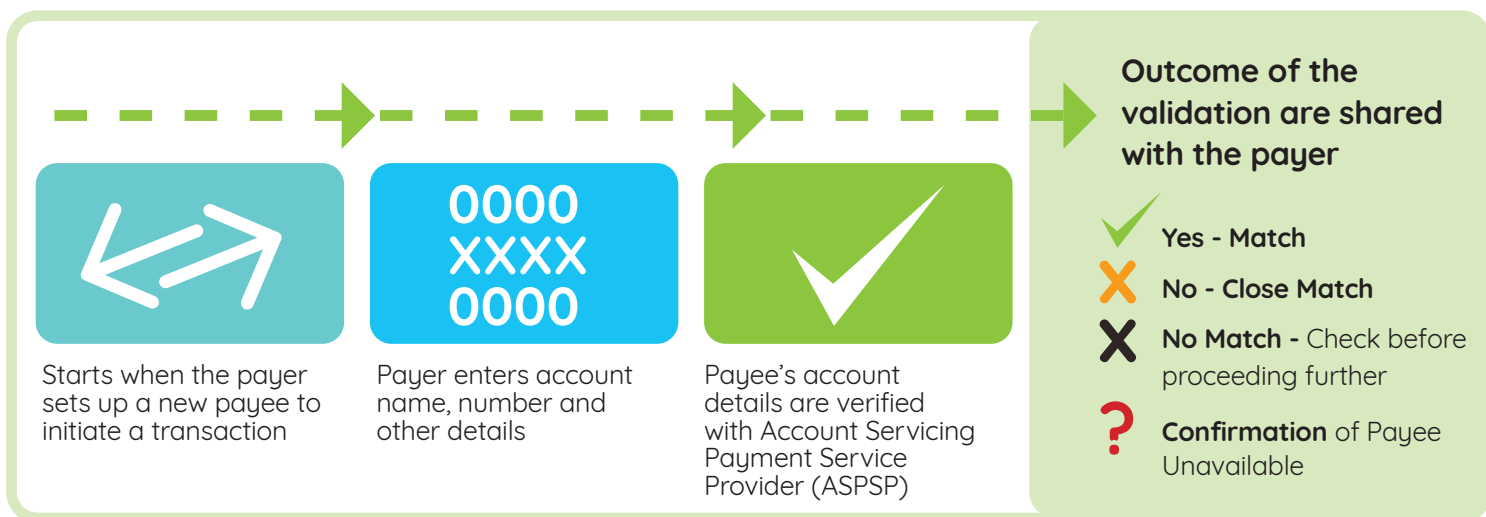 0000
XXXX
0000
Starts when the payer
sets up a new payee to
initiate a transaction
Payer enters account
name, number and
other details
Payee's account
details are verified
with Account Servicing
Payment Service
Provider (ASPSP)
Outcome of the
validation are shared
with the payer
Yes - Match
No - Close Match
No Match - Check before
proceeding further
Confirmation of Payee
Unavailable